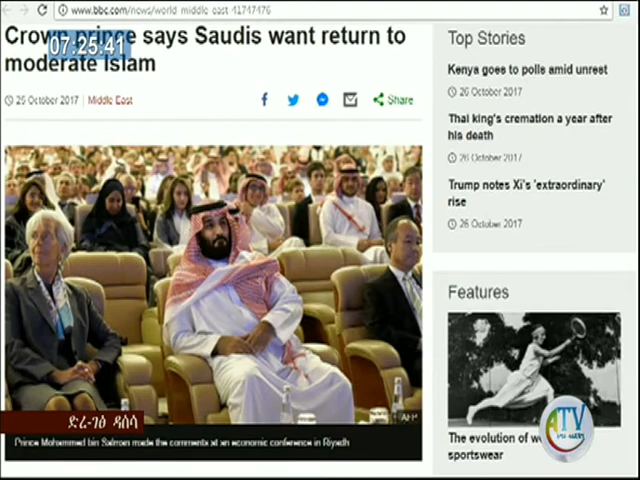 www.bbc.com/news/world-middle-east-41747476
Crown prince says Saudis want return to
moderate Islam
07:25:41
25 October 2017 | Middle East
Share
AFP
ድረ-ገፅ ዳሰሳ
Prince Mohammed bin Salman made the comments at an economic conference in Riyadh
Top Stories
Kenya goes to polls amid unrest
26 October 2017
Thai king's cremation a year after
his death
26 October 2017
Trump notes Xi's 'extraordinary'
rise
26 October 2017
Features
The evolution of
sportswear
ATV